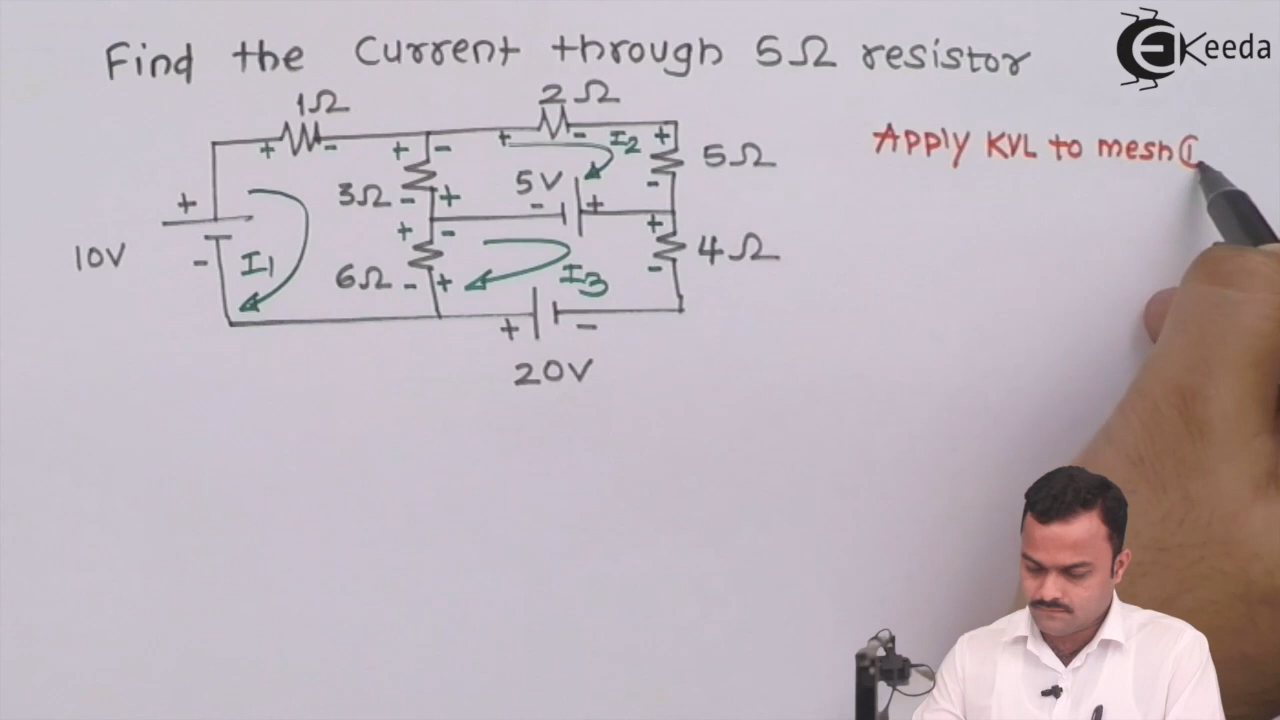 Find the Current through 5Ω resistor
EKeeda
1Ω
2Ω
Apply KVL to mesh ①
+ - + - + - I2 +
3Ω - +
5V - +
5Ω -
+
10V - I1
+ - +
6Ω - + I3
4Ω -
+ -
20V